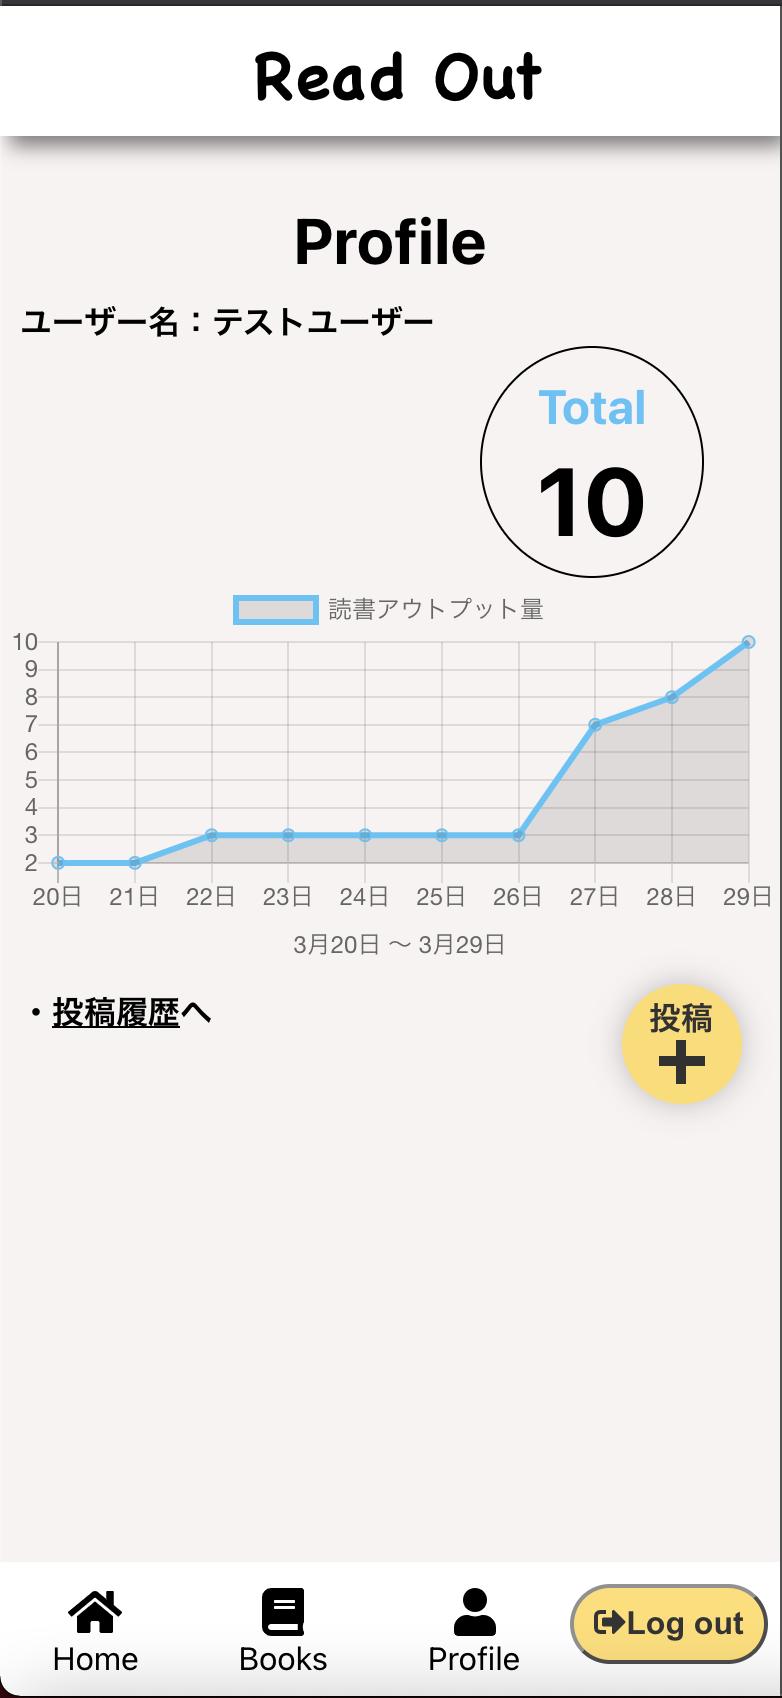 Read Out
Profile
ユーザー名：テストユーザー
Total
10
読書アウトプット量
10
9
8
7
6
5
4
3
2
20日 21日 22日 23日 24日 25日 26日 27日 28日 29日
3月20日 〜 3月29日
・投稿履歴へ
投稿
Home Books Profile Log out